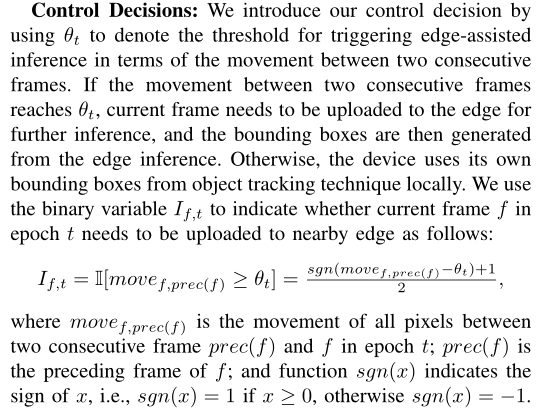 Control Decisions: We introduce our control decision by
using θₜ to denote the threshold for triggering edge-assisted
inference in terms of the movement between two consecutive
frames. If the movement between two consecutive frames
reaches θₜ, current frame needs to be uploaded to the edge for
further inference, and the bounding boxes are then generated
from the edge inference. Otherwise, the device uses its own
bounding boxes from object tracking technique locally. We use
the binary variable I_{f,t} to indicate whether current frame f in
epoch t needs to be uploaded to nearby edge as follows:
I_{f,t} = 𝕀[move_{f,prec(f)} ≥ θₜ] = \frac{sgn(move_{f,prec(f)}−θₜ)+1}{2},
where move_{f,prec(f)} is the movement of all pixels between
two consecutive frame prec(f) and f in epoch t; prec(f) is
the preceding frame of f; and function sgn(x) indicates the
sign of x, i.e., sgn(x) = 1 if x ≥ 0, otherwise sgn(x) = −1.